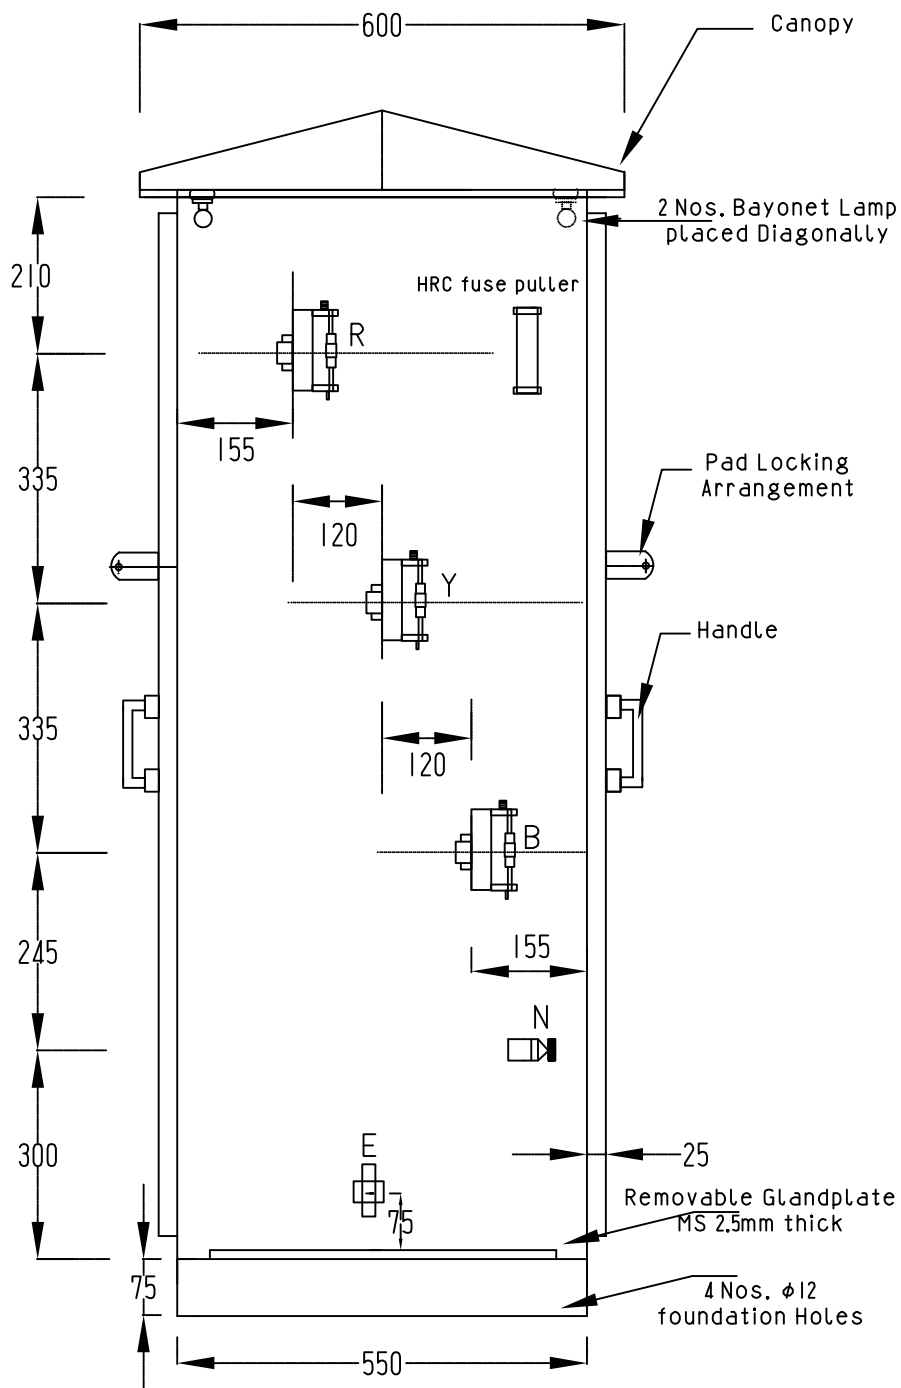 600
Canopy
2 Nos. Bayonet Lamp
placed Diagonally
210
HRC fuse puller
R
155
335
Pad Locking
Arrangement
120
Y
Handle
335
120
B
245
155
N
300
E
25
75
Removable Glandplate
MS 2.5mm thick
75
4 Nos. ϕ12
foundation Holes
550